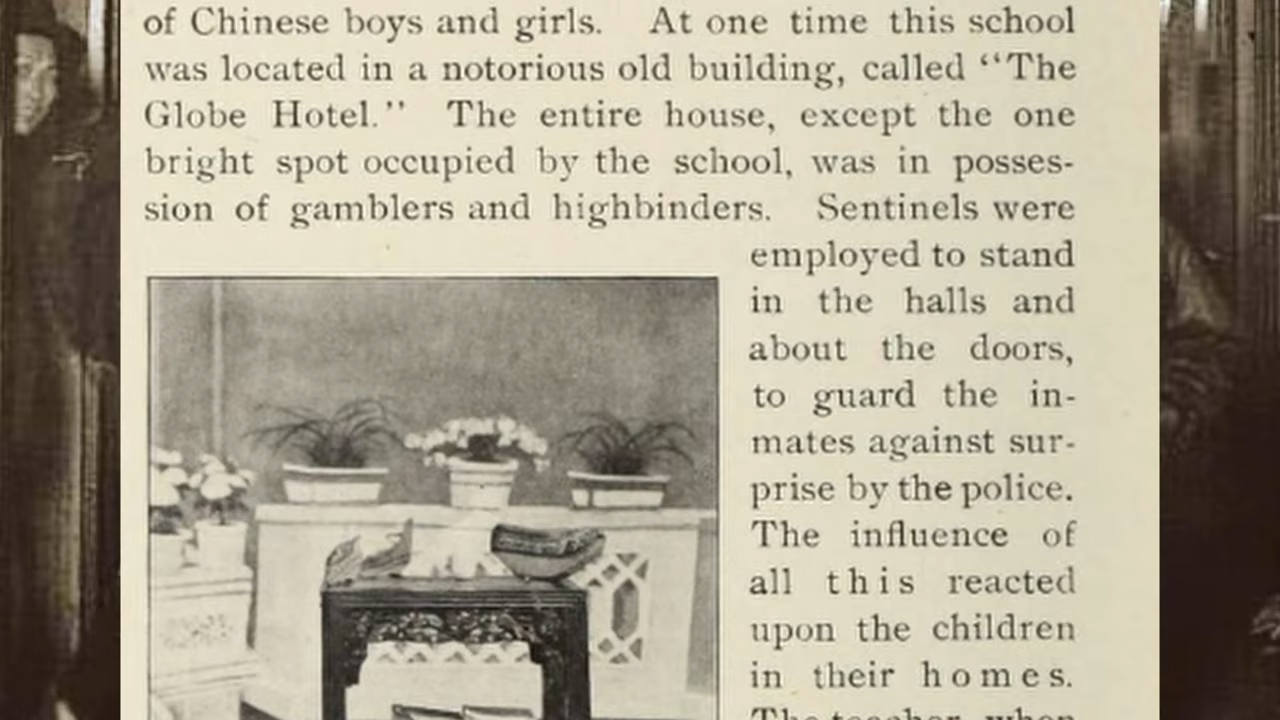 of Chinese boys and girls. At one time this school
was located in a notorious old building, called “The
Globe Hotel.” The entire house, except the one
bright spot occupied by the school, was in posses-
sion of gamblers and highbinders. Sentinels were
employed to stand
in the halls and
about the doors,
to guard the in-
mates against sur-
prise by the police.
The influence of
all this reacted
upon the children
in their homes.
The teacher, when